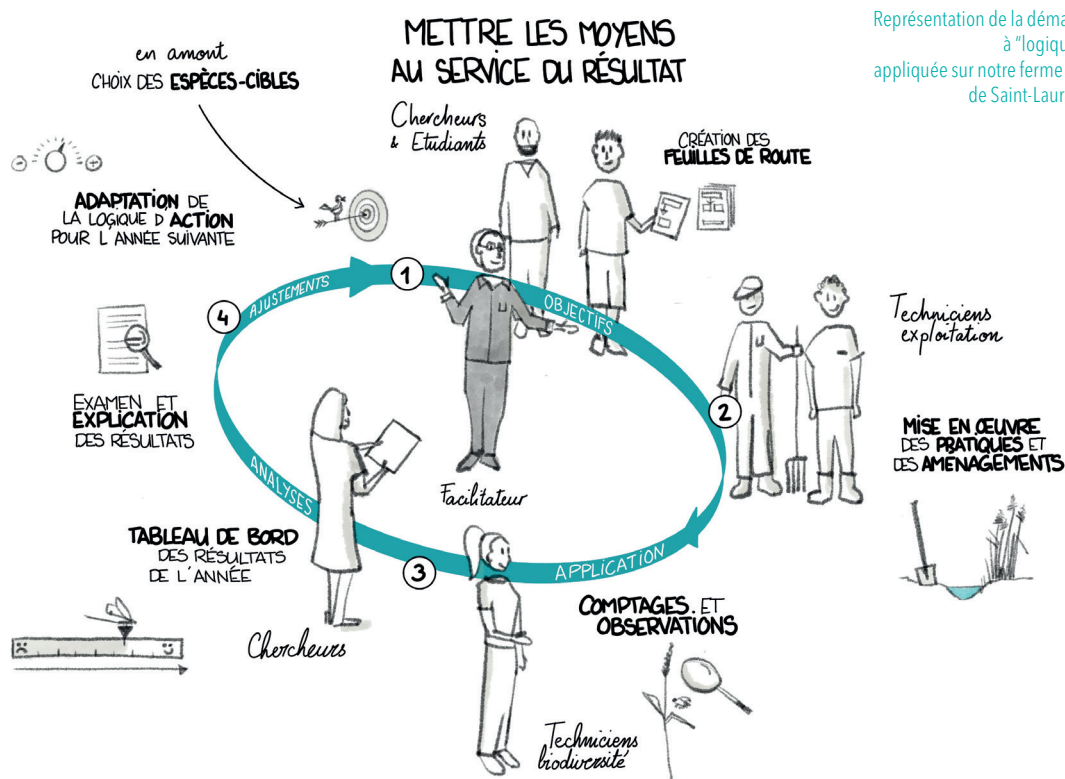 METTRE LES MOYENS
AU SERVICE DU RÉSULTAT
Représentation de la
à "logiqu
appliquée sur notre ferme
de
en amont
CHOIX DES ESPÈCES-CIBLES
Chercheurs
& Etudiants
CRÉATION DES
FEUILLES DE ROUTE
ADAPTATION DE
LA LOGIQUE D'ACTION
POUR L'ANNÉE SUIVANTE
1
OBJECTIFS
4
AJUSTEMENTS
Techniciens
exploitation
2
MISE EN ŒUVRE
DES PRATIQUES ET
DES AMÉNAGEMENTS
EXAMEN ET
EXPLICATION
DES RÉSULTATS
ANALYSES
Facilitateur
TABLEAU DE BORD
DES RÉSULTATS
DE L'ANNÉE
3
APPLICATION
COMPTAGES. ET
OBSERVATIONS
Chercheurs
Techniciens
biodiversité